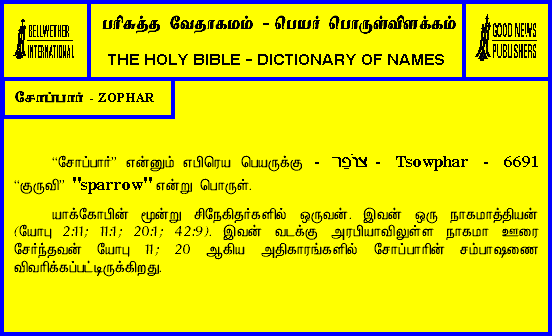 BELLWETHER
INTERNATIONAL
பரிசுத்த வேதாகமம் - பெயர் பொருள்விளக்கம்
THE HOLY BIBLE - DICTIONARY OF NAMES
GOOD NEWS
PUBLISHERS
சோப்பார் - ZOPHAR
“சோப்பார்” என்னும் எபிரெய பெயருக்கு - צוֹפַר - Tsowphar - 6691
“குருவி” "sparrow" என்று பொருள்.
யாக்கோபின் மூன்று சிநேகிதர்களில் ஒருவன். இவன் ஒரு நாகமாத்தியன்
(யோபு 2:11; 11:1; 20:1; 42:9). இவன் வடக்கு அரபியாவிலுள்ள நாகமா ஊரை
சேர்ந்தவன் யோபு 11; 20 ஆகிய அதிகாரங்களில் சோப்பாரின் சம்பாஷணை
விவரிக்கப்பட்டிருக்கிறது.